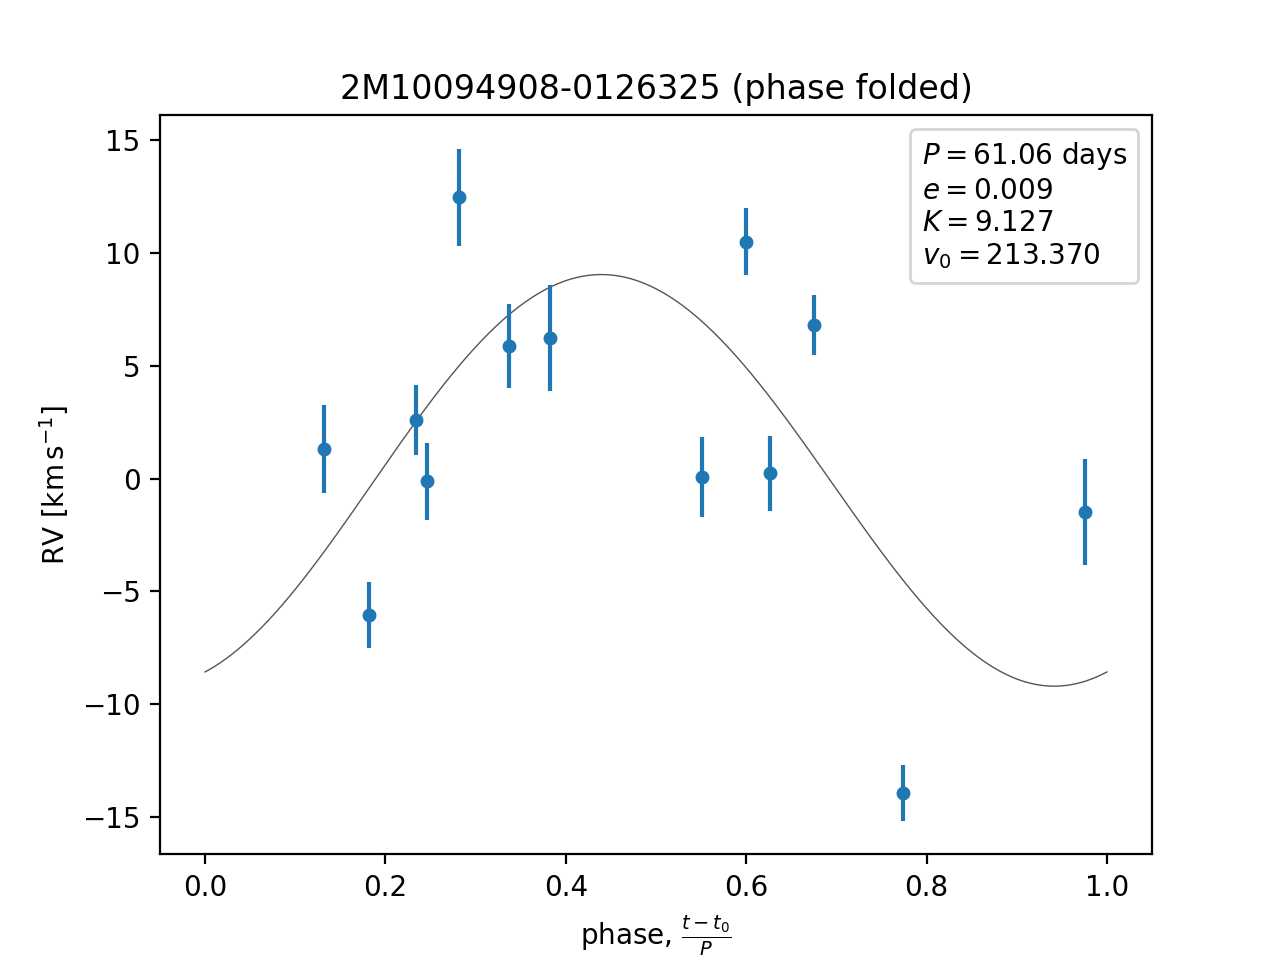 2M10094908-0126325 (phase folded)
P = 61.06 days
e = 0.009
K = 9.127
v₀ = 213.370
15
10
5
0
−5
−10
−15
RV [km s⁻¹]
0.0 0.2 0.4 0.6 0.8 1.0
phase, (t − t₀)/P